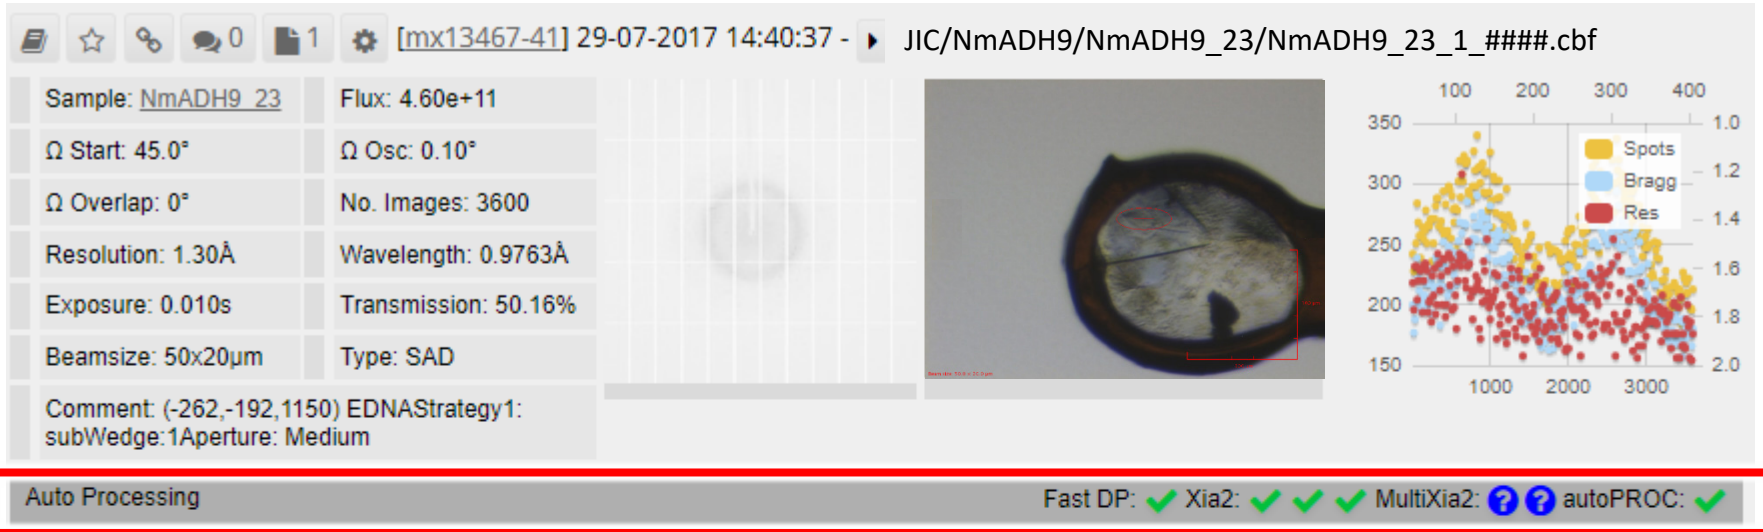 0 1 [mx13467-41] 29-07-2017 14:40:37 - JIC/NmADH9/NmADH9_23/NmADH9_23_1_####.cbf
Sample: NmADH9_23 Flux: 4.60e+11
Ω Start: 45.0° Ω Osc: 0.10°
Ω Overlap: 0° No. Images: 3600
Resolution: 1.30Å Wavelength: 0.9763Å
Exposure: 0.010s Transmission: 50.16%
Beamsize: 50x20μm Type: SAD
Comment: (-262,-192,1150) EDNAStrategy1:
subWedge:1Aperture: Medium
100 200 300 400
350 1.0
Spots
1.2
300 Bragg
Res 1.4
250
1.6
200 1.8
150 2.0
1000 2000 3000
Auto Processing Fast DP: Xia2: MultiXia2: ? ? autoPROC: